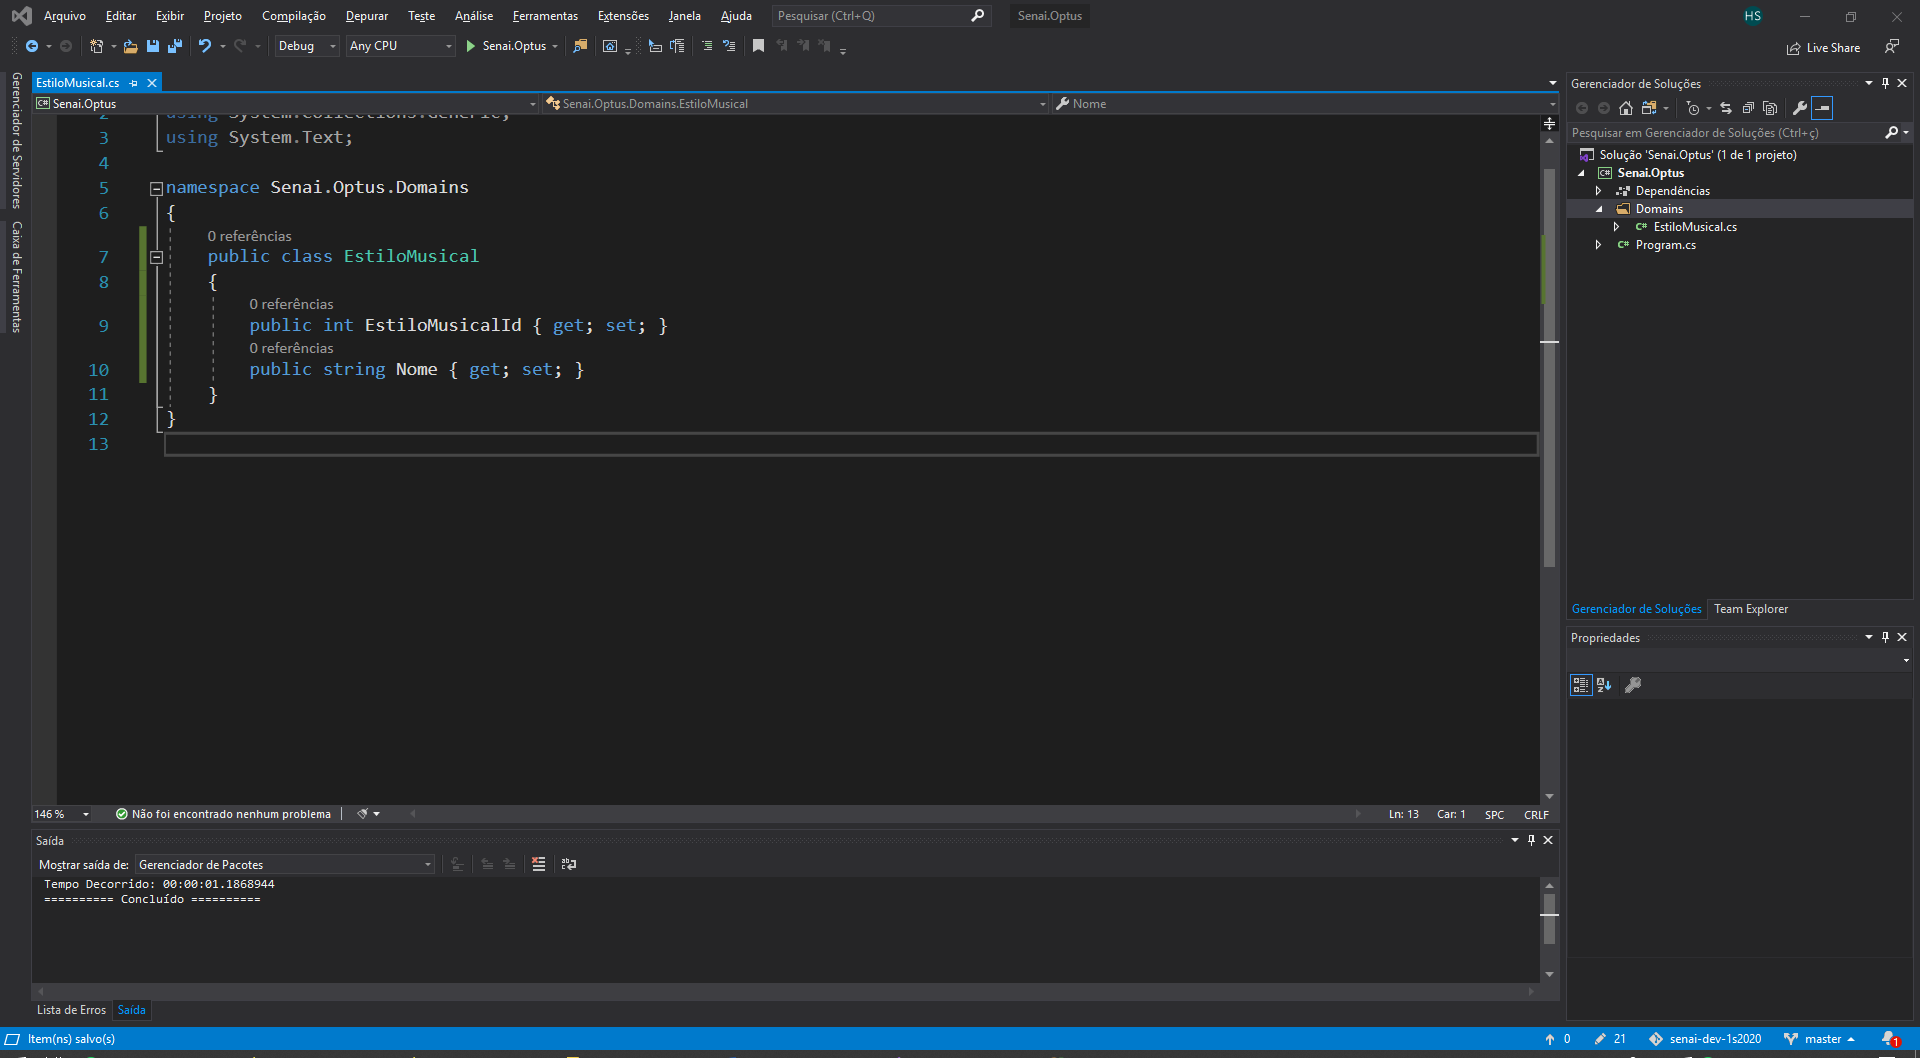 Arquivo Editar Exibir Projeto Compilação Depurar Teste Análise Ferramentas Extensões Janela Ajuda Pesquisar (Ctrl+Q) Senai.Optus HS
Debug Any CPU Senai.Optus Live Share
Gerenciador de Servidores
Caixa de Ferramentas
EstiloMusical.cs
Senai.Optus Senai.Optus.Domains.EstiloMusical Nome
2 using System.Collections.Generic;
3 using System.Text;
4
5 namespace Senai.Optus.Domains
6 {
0 referências
7 public class EstiloMusical
8 {
0 referências
9 public int EstiloMusicalId { get; set; }
0 referências
10 public string Nome { get; set; }
11 }
12 }
13
146 % Não foi encontrado nenhum problema Ln: 13 Car: 1 SPC CRLF
Saída
Mostrar saída de: Gerenciador de Pacotes
Tempo Decorrido: 00:00:01.1868944
========== Concluído ==========
Lista de Erros Saída
Gerenciador de Soluções
Pesquisar em Gerenciador de Soluções (Ctrl+ç)
Solução 'Senai.Optus' (1 de 1 projeto)
C# Senai.Optus
Dependências
Domains
C# EstiloMusical.cs
C# Program.cs
Gerenciador de Soluções Team Explorer
Propriedades
Item(ns) salvo(s) 0 21 senai-dev-1s2020 master 1